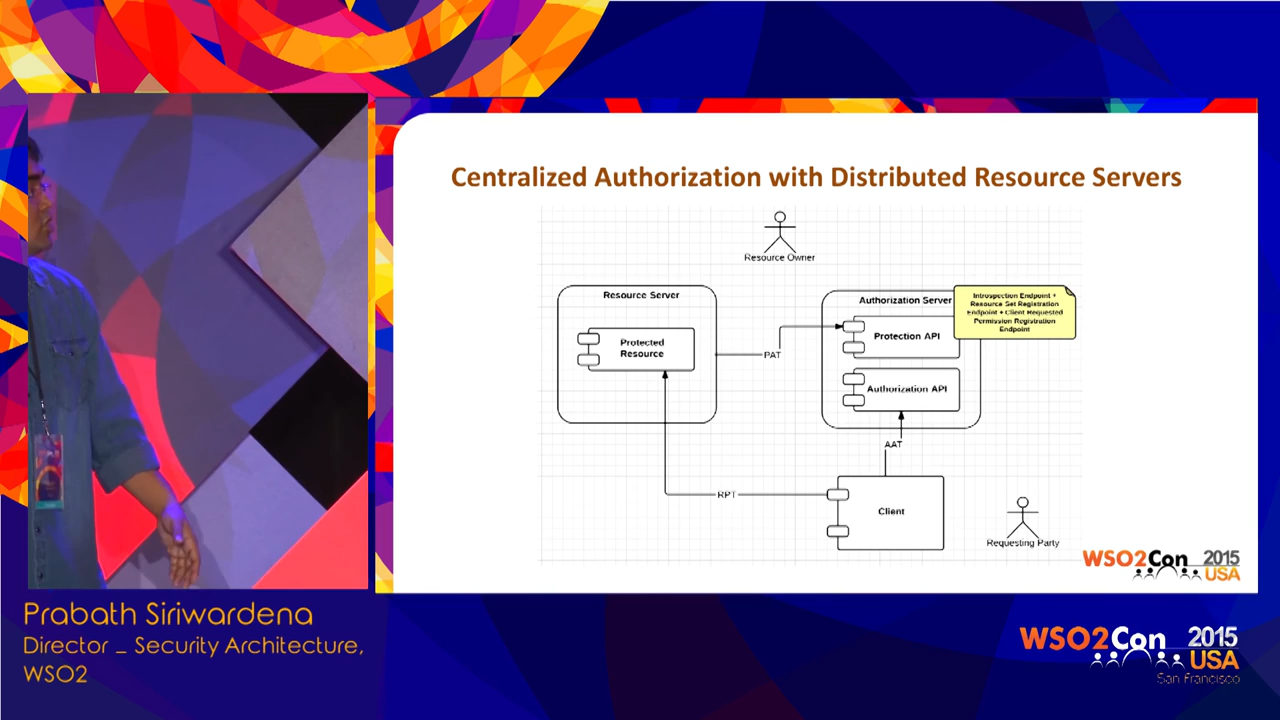 Centralized Authorization with Distributed Resource Servers
Resource Owner
Resource Server
Protected
Resource
PAT
Authorization Server
Protection API
Authorization API
Introspection Endpoint +
Resource Set Registration
Endpoint + Client Requested
Permission Registration
Endpoint
AAT
RPT
Client
Requesting Party
WSO2Con 2015
USA
Prabath Siriwardena
Director _ Security Architecture,
WSO2
WSO2Con 2015
USA
San Francisco